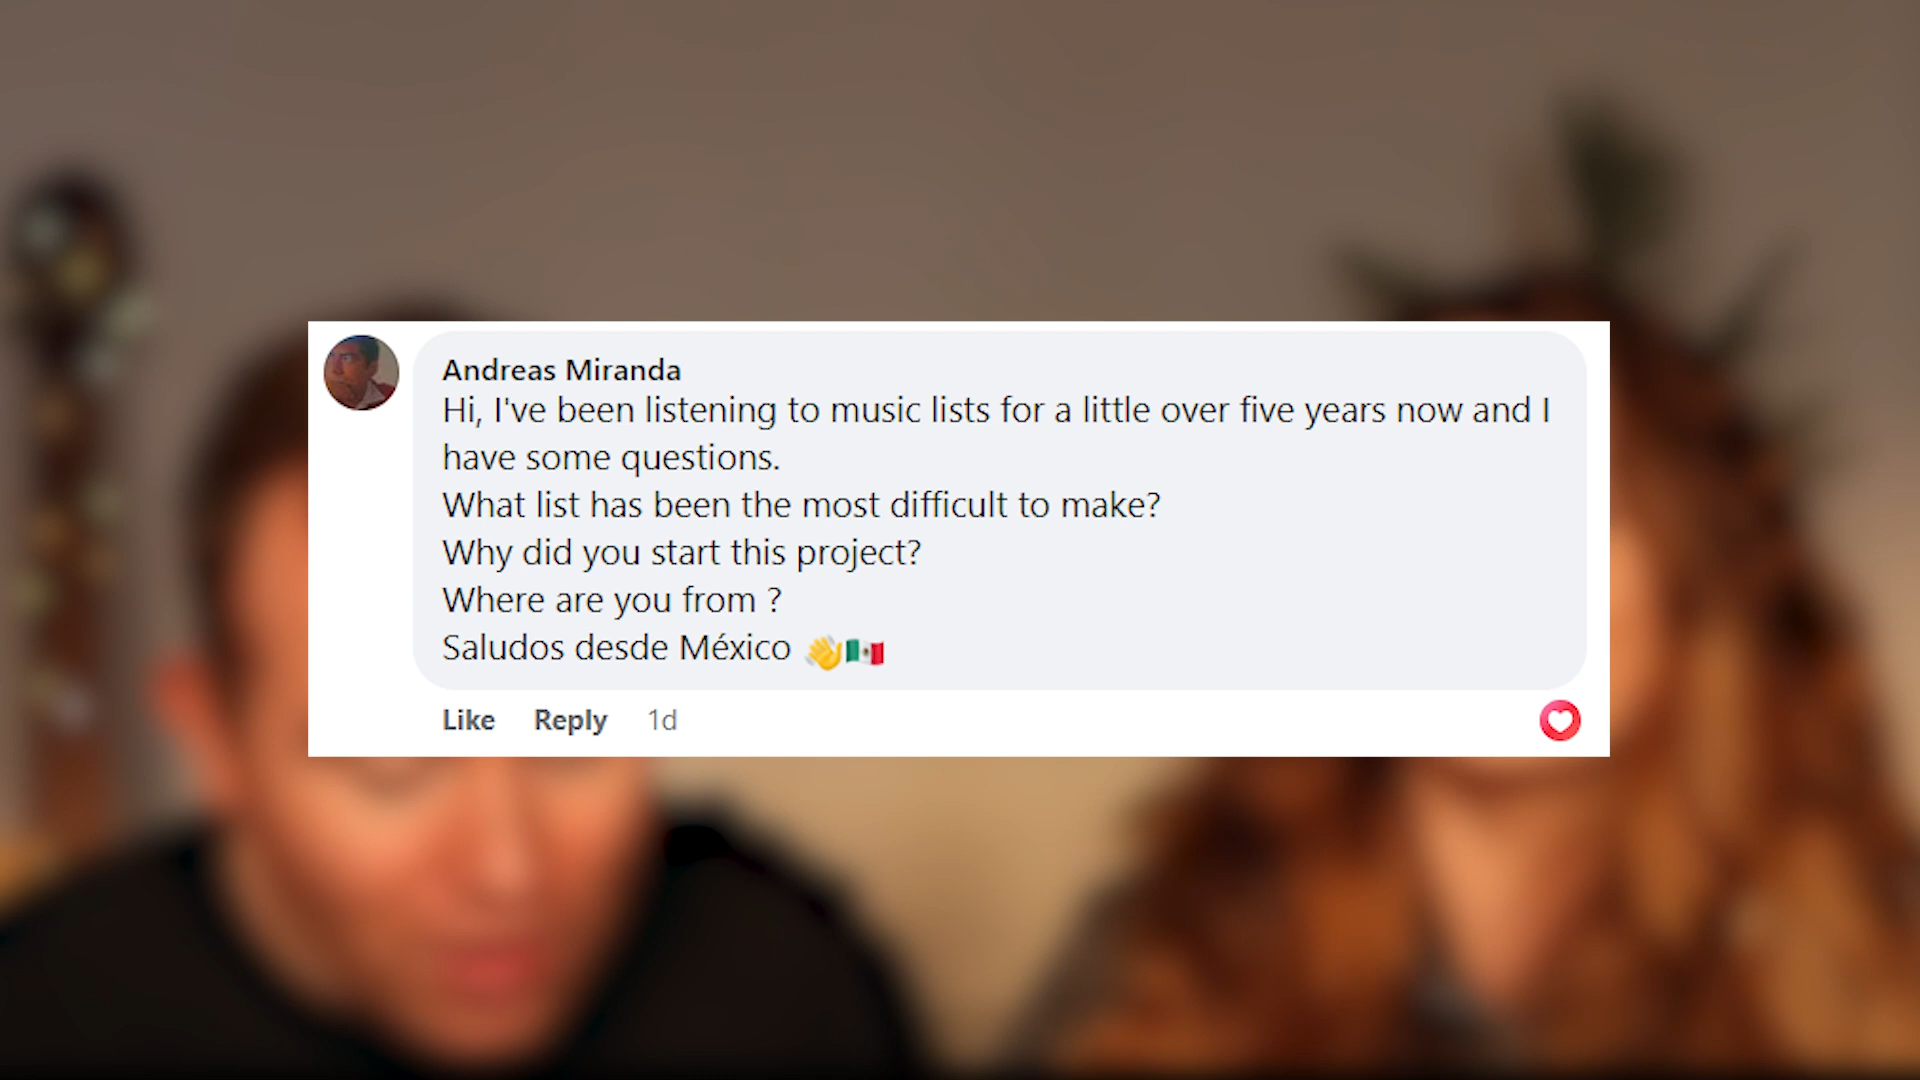 Andreas Miranda
Hi, I've been listening to music lists for a little over five years now and I
have some questions.
What list has been the most difficult to make?
Why did you start this project?
Where are you from ?
Saludos desde México 👋🇲🇽
Like Reply 1d